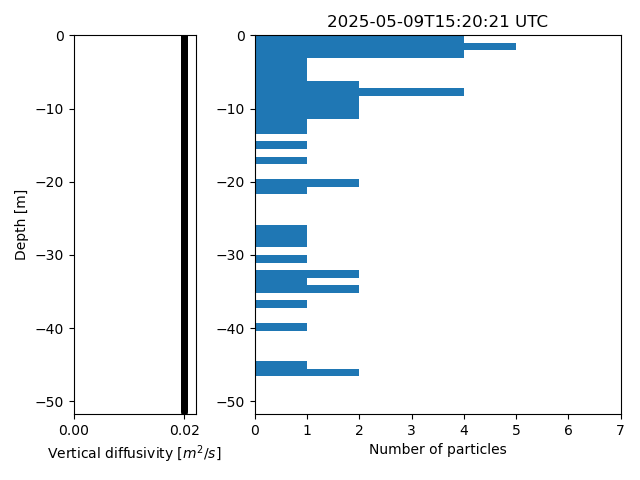 2025-05-09T15:20:21 UTC
Depth [m]
0
−10
−20
−30
−40
−50
0.00 0.02
Vertical diffusivity [m²/s]
0
−10
−20
−30
−40
−50
0 1 2 3 4 5 6 7
Number of particles